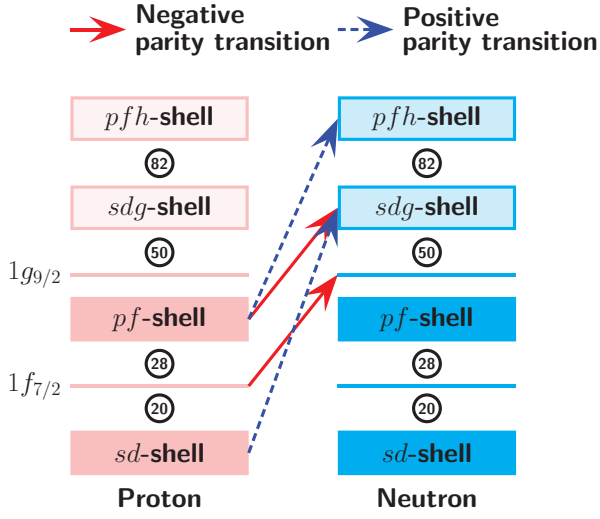 Negative
parity transition
Positive
parity transition
pfh-shell
pfh-shell
82
82
sdg-shell
sdg-shell
50
50
1g9/2
pf-shell
pf-shell
28
28
1f7/2
20
20
sd-shell
sd-shell
Proton
Neutron